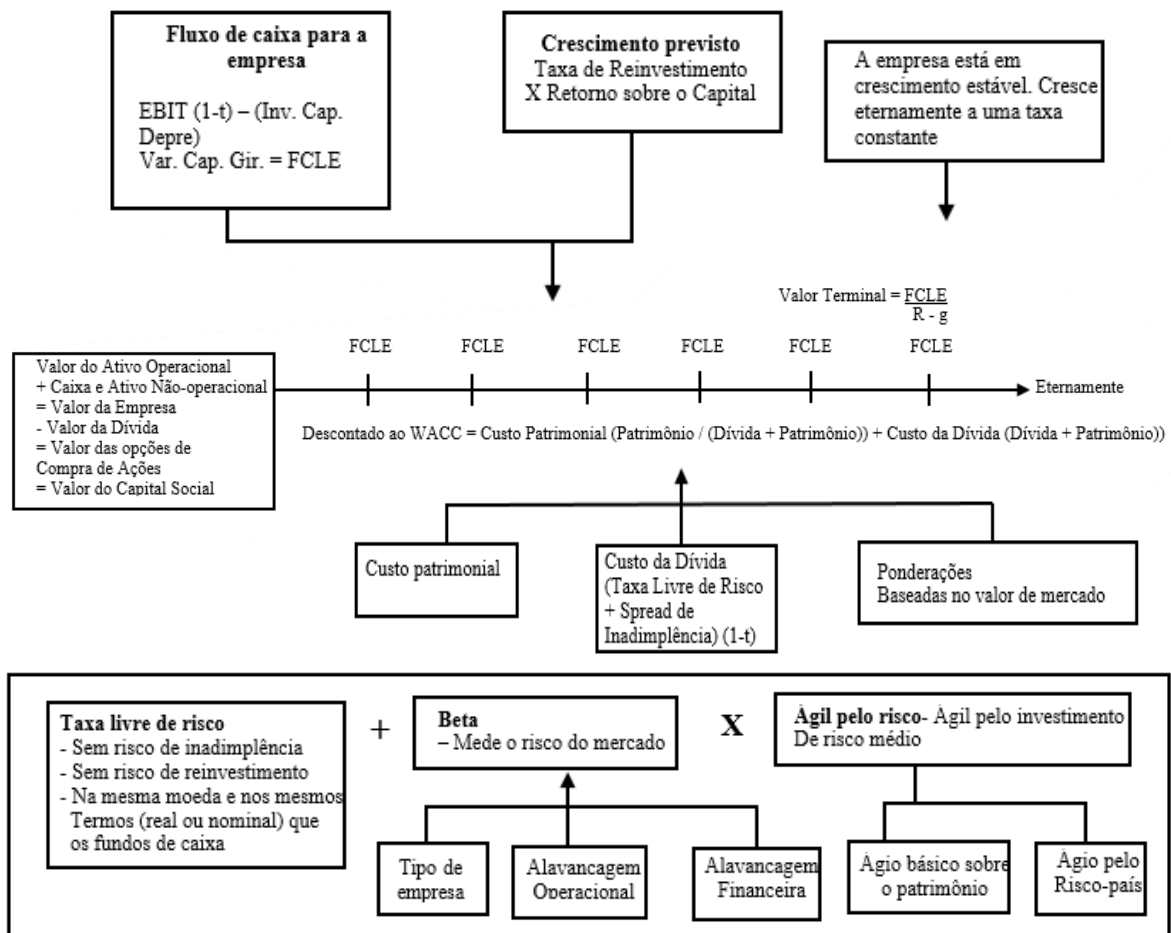 Fluxo de caixa para a
empresa
EBIT (1-t) – (Inv. Cap.
Depre)
Var. Cap. Gir. = FCLE
Crescimento previsto
Taxa de Reinvestimento
X Retorno sobre o Capital
A empresa está em
crescimento estável. Cresce
eternamente a uma taxa
constante
Valor Terminal = FCLE
R - g
FCLE FCLE FCLE FCLE FCLE FCLE
Eternamente
Valor do Ativo Operacional
+ Caixa e Ativo Não-operacional
= Valor da Empresa
- Valor da Dívida
= Valor das opções de
Compra de Ações
= Valor do Capital Social
Descontado ao WACC = Custo Patrimonial (Patrimônio / (Dívida + Patrimônio)) + Custo da Dívida (Dívida + Patrimônio))
Custo patrimonial
Custo da Dívida
(Taxa Livre de Risco
+ Spread de
Inadimplência) (1-t)
Ponderações
Baseadas no valor de mercado
Taxa livre de risco
- Sem risco de inadimplência
- Sem risco de reinvestimento
- Na mesma moeda e nos mesmos
Termos (real ou nominal) que
os fundos de caixa
+
Beta
– Mede o risco do mercado
X
Ágil pelo risco- Ágil pelo investimento
De risco médio
Tipo de
empresa
Alavancagem
Operacional
Alavancagem
Financeira
Ágio básico sobre
o patrimônio
Ágio pelo
Risco-país